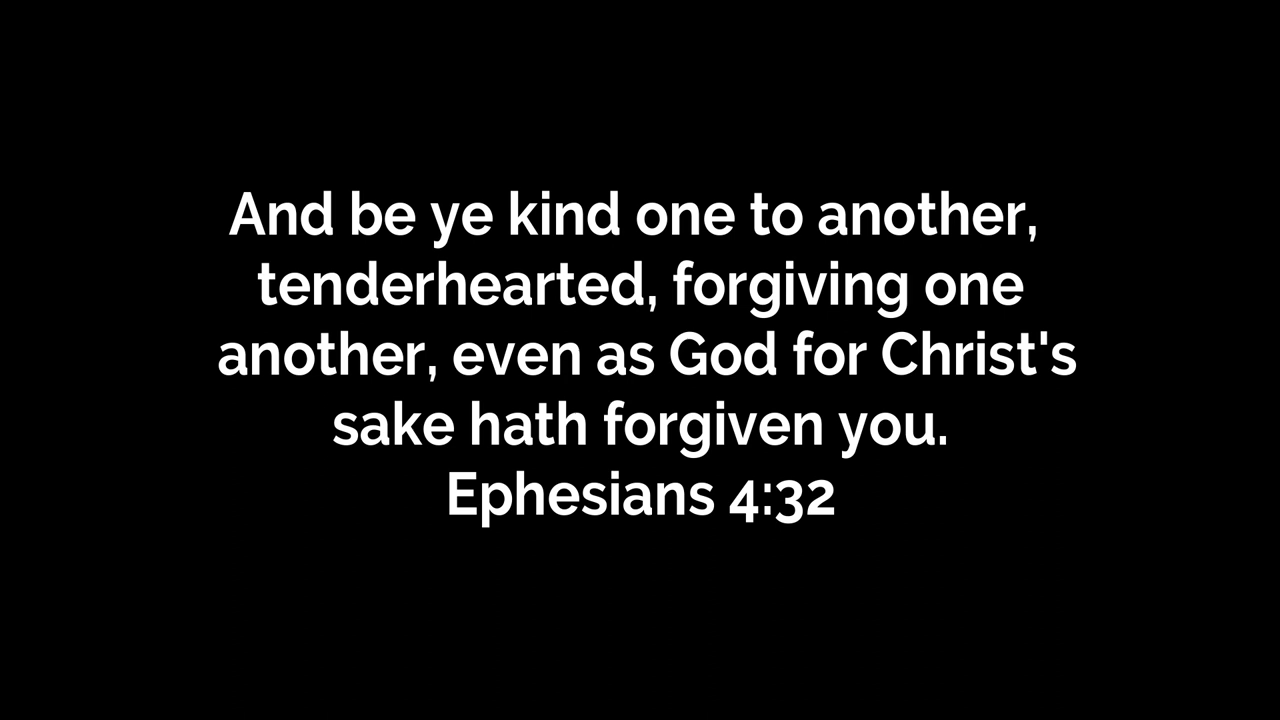 And be ye kind one to another,
tenderhearted, forgiving one
another, even as God for Christ's
sake hath forgiven you.
Ephesians 4:32